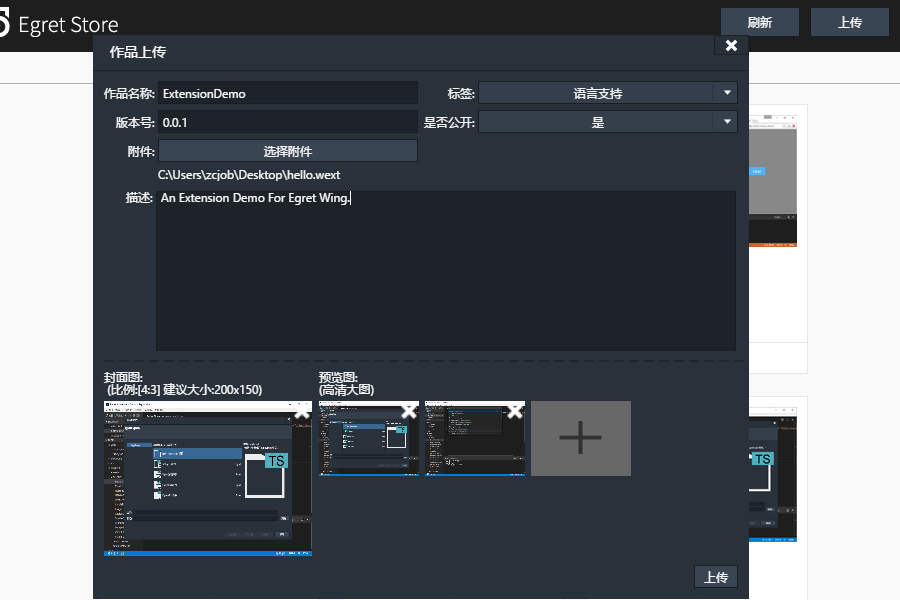 Egret Store
刷新
上传
作品上传
作品名称:
ExtensionDemo
标签:
语言支持
版本号:
0.0.1
是否公开:
是
附件:
选择附件
C:\Users\zcjob\Desktop\hello.wext
描述:
An Extension Demo For Egret Wing.
封面图:
(比例:[4:3] 建议大小:200x150)
预览图:
(高清大图)
TS
TS
TS
上传